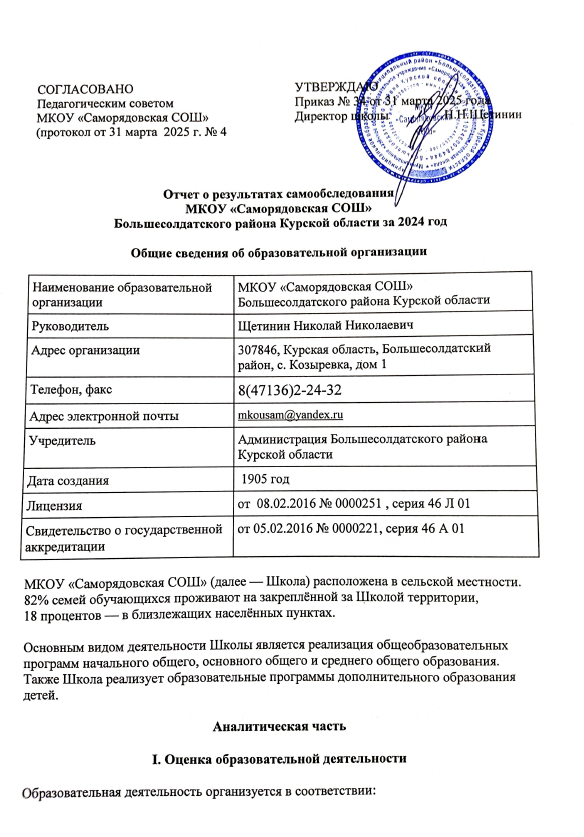 СОГЛАСОВАНО
Педагогическим советом
МКОУ «Саморядовская СОШ»
(протокол от 31 марта 2025 г. № 4
УТВЕРЖДАЮ
Приказ № 34 от 31 марта 2025 года
Директор школы Н.Н.Щетинин
Отчет о результатах самообследования
МКОУ «Саморядовская СОШ»
Большесолдатского района Курской области за 2024 год
Общие сведения об образовательной организации
Наименование образовательной
организации
МКОУ «Саморядовская СОШ»
Большесолдатского района Курской области
Руководитель
Щетинин Николай Николаевич
Адрес организации
307846, Курская область, Большесолдатский
район, с. Козыревка, дом 1
Телефон, факс
8(47136)2-24-32
Адрес электронной почты
mkousam@yandex.ru
Учредитель
Администрация Большесолдатского района
Курской области
Дата создания
1905 год
Лицензия
от 08.02.2016 № 0000251 , серия 46 Л 01
Свидетельство о государственной
аккредитации
от 05.02.2016 № 0000221, серия 46 А 01
МКОУ «Саморядовская СОШ» (далее — Школа) расположена в сельской местности.
82% семей обучающихся проживают на закреплённой за Школой территории,
18 процентов — в близлежащих населённых пунктах.
Основным видом деятельности Школы является реализация общеобразовательных
программ начального общего, основного общего и среднего общего образования.
Также Школа реализует образовательные программы дополнительного образования
детей.
Аналитическая часть
I. Оценка образовательной деятельности
Образовательная деятельность организуется в соответствии: